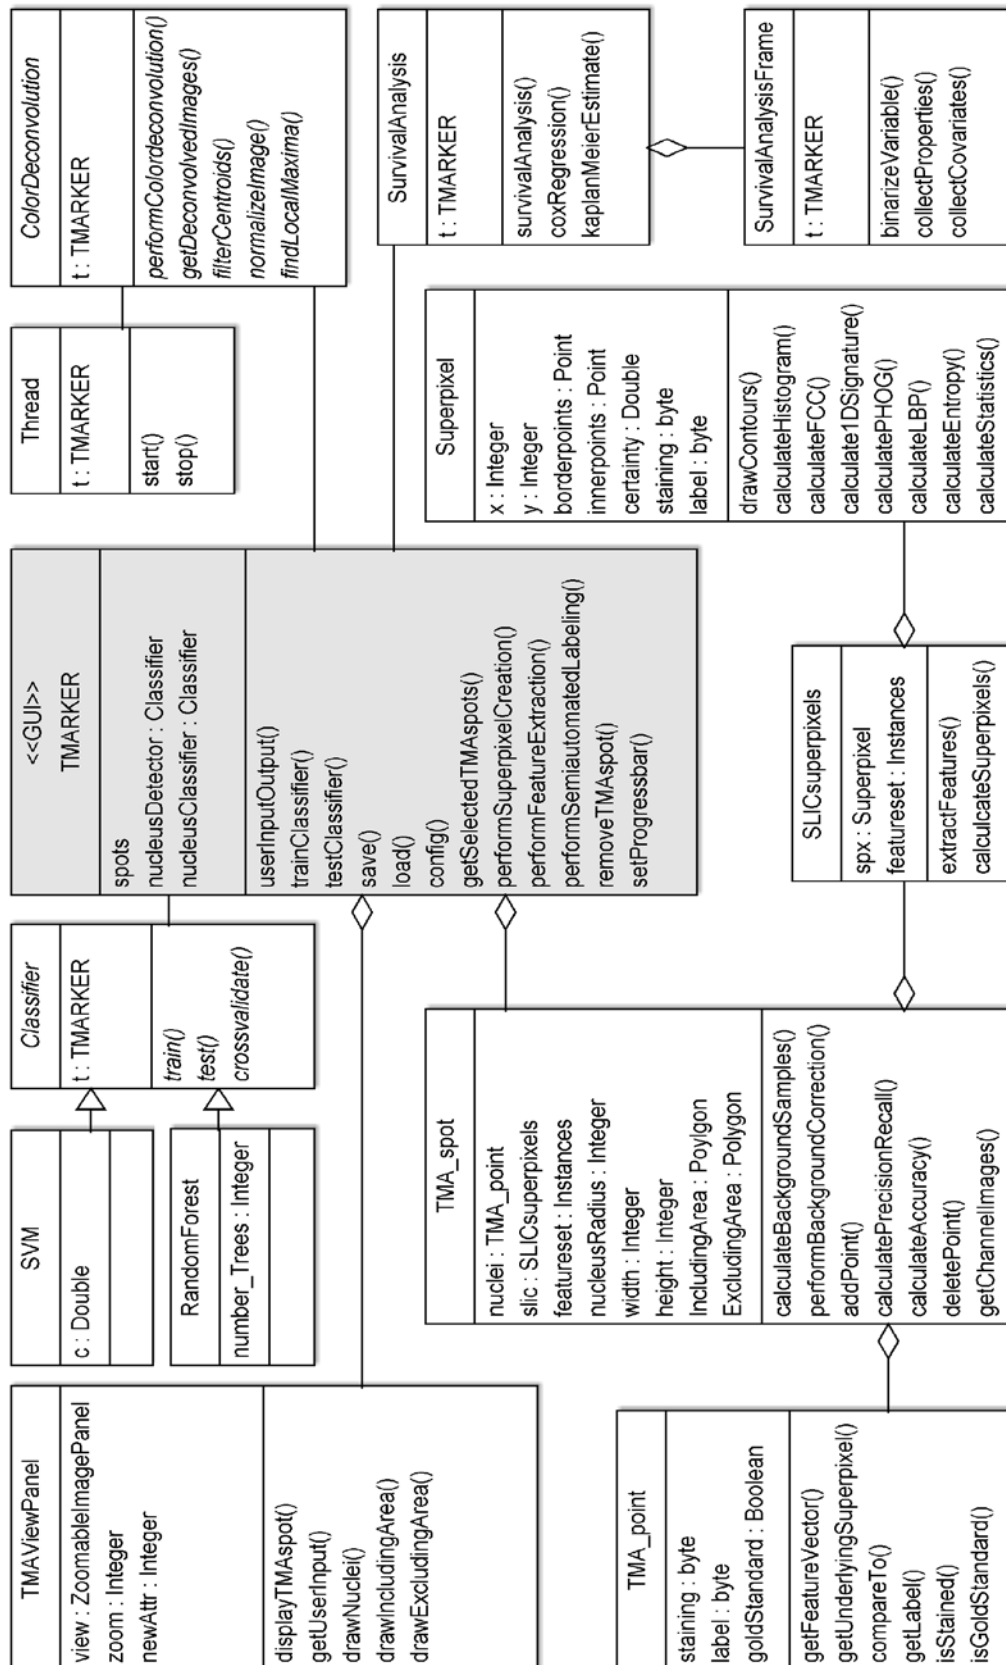 TMAViewPanel
view : ZoomableImagePanel
zoom : Integer
newAttr : Integer
displayTMAspot()
getUserInput()
drawNuclei()
drawIncludingArea()
drawExcludingArea()
SVM
c : Double
RandomForest
number_Trees : Integer
Classifier
t : TMARKER
train()
test()
crossvalidate()
<<GUI>>
TMARKER
spots
nucleusDetector : Classifier
nucleusClassifier : Classifier
userInputOutput()
trainClassifier()
testClassifier()
save()
load()
config()
getSelectedTMAspots()
performSuperpixelCreation()
performFeatureExtraction()
performSemiautomatedLabeling()
removeTMAspot()
setProgressbar()
Thread
t : TMARKER
start()
stop()
ColorDeconvolution
t : TMARKER
performColordeconvolution()
getDeconvolvedImages()
filterCentroids()
normalizeImage()
findLocalMaxima()
SurvivalAnalysis
t : TMARKER
survivalAnalysis()
coxRegression()
kaplanMeierEstimate()
SurvivalAnalysisFrame
t : TMARKER
binarizeVariable()
collectProperties()
collectCovariates()
TMA_point
staining : byte
label : byte
goldStandard : Boolean
getFeatureVector()
getUnderlyingSuperpixel()
compareTo()
getLabel()
isStained()
isGoldStandard()
TMA_spot
nuclei : TMA_point
slic : SLICsuperpixels
featureset : Instances
nucleusRadius : Integer
width : Integer
height : Integer
IncludingArea : Poylgon
ExcludingArea : Polygon
calculateBackgroundSamples()
performBackgroundCorrection()
addPoint()
calculatePrecisionRecall()
calculateAccuracy()
deletePoint()
getChannelImages()
SLICsuperpixels
spx : Superpixel
featureset : Instances
extractFeatures()
calculcateSuperpixels()
Superpixel
x : Integer
y : Integer
borderpoints : Point
innerpoints : Point
certainty : Double
staining : byte
label : byte
drawContours()
calculateHistogram()
calculateFCC()
calculate1DSignature()
calculatePHOG()
calculateLBP()
calculateEntropy()
calculateStatistics()